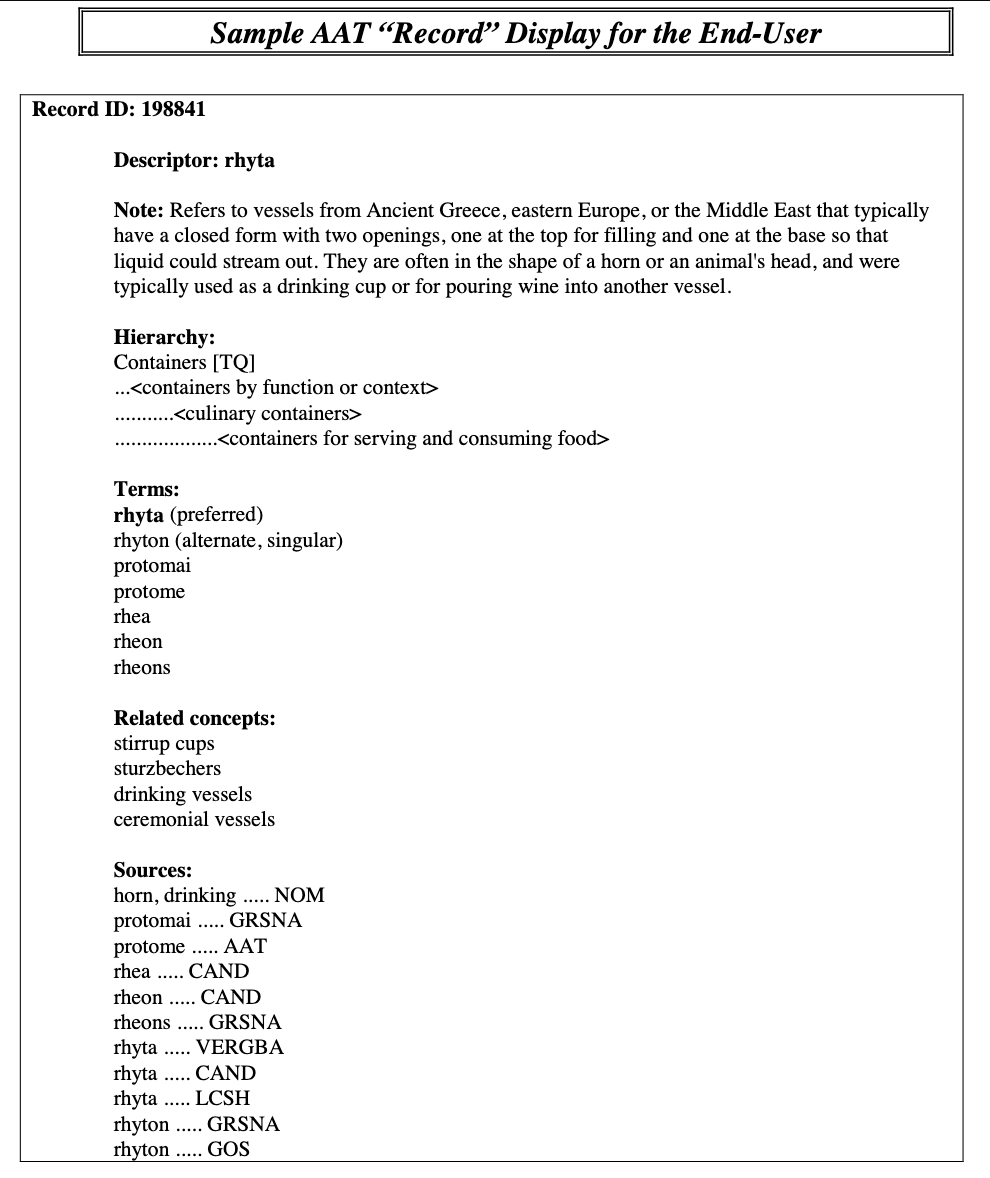 Sample AAT “Record” Display for the End-User
Record ID: 198841
Descriptor: rhyta
Note: Refers to vessels from Ancient Greece, eastern Europe, or the Middle East that typically
have a closed form with two openings, one at the top for filling and one at the base so that
liquid could stream out. They are often in the shape of a horn or an animal's head, and were
typically used as a drinking cup or for pouring wine into another vessel.
Hierarchy:
Containers [TQ]
...<containers by function or context>
...........<culinary containers>
...................<containers for serving and consuming food>
Terms:
rhyta (preferred)
rhyton (alternate, singular)
protomai
protome
rhea
rheon
rheons
Related concepts:
stirrup cups
sturzbechers
drinking vessels
ceremonial vessels
Sources:
horn, drinking ..... NOM
protomai ..... GRSNA
protome ..... AAT
rhea ..... CAND
rheon ..... CAND
rheons ..... GRSNA
rhyta ..... VERGBA
rhyta ..... CAND
rhyta ..... LCSH
rhyton ..... GRSNA
rhyton ..... GOS